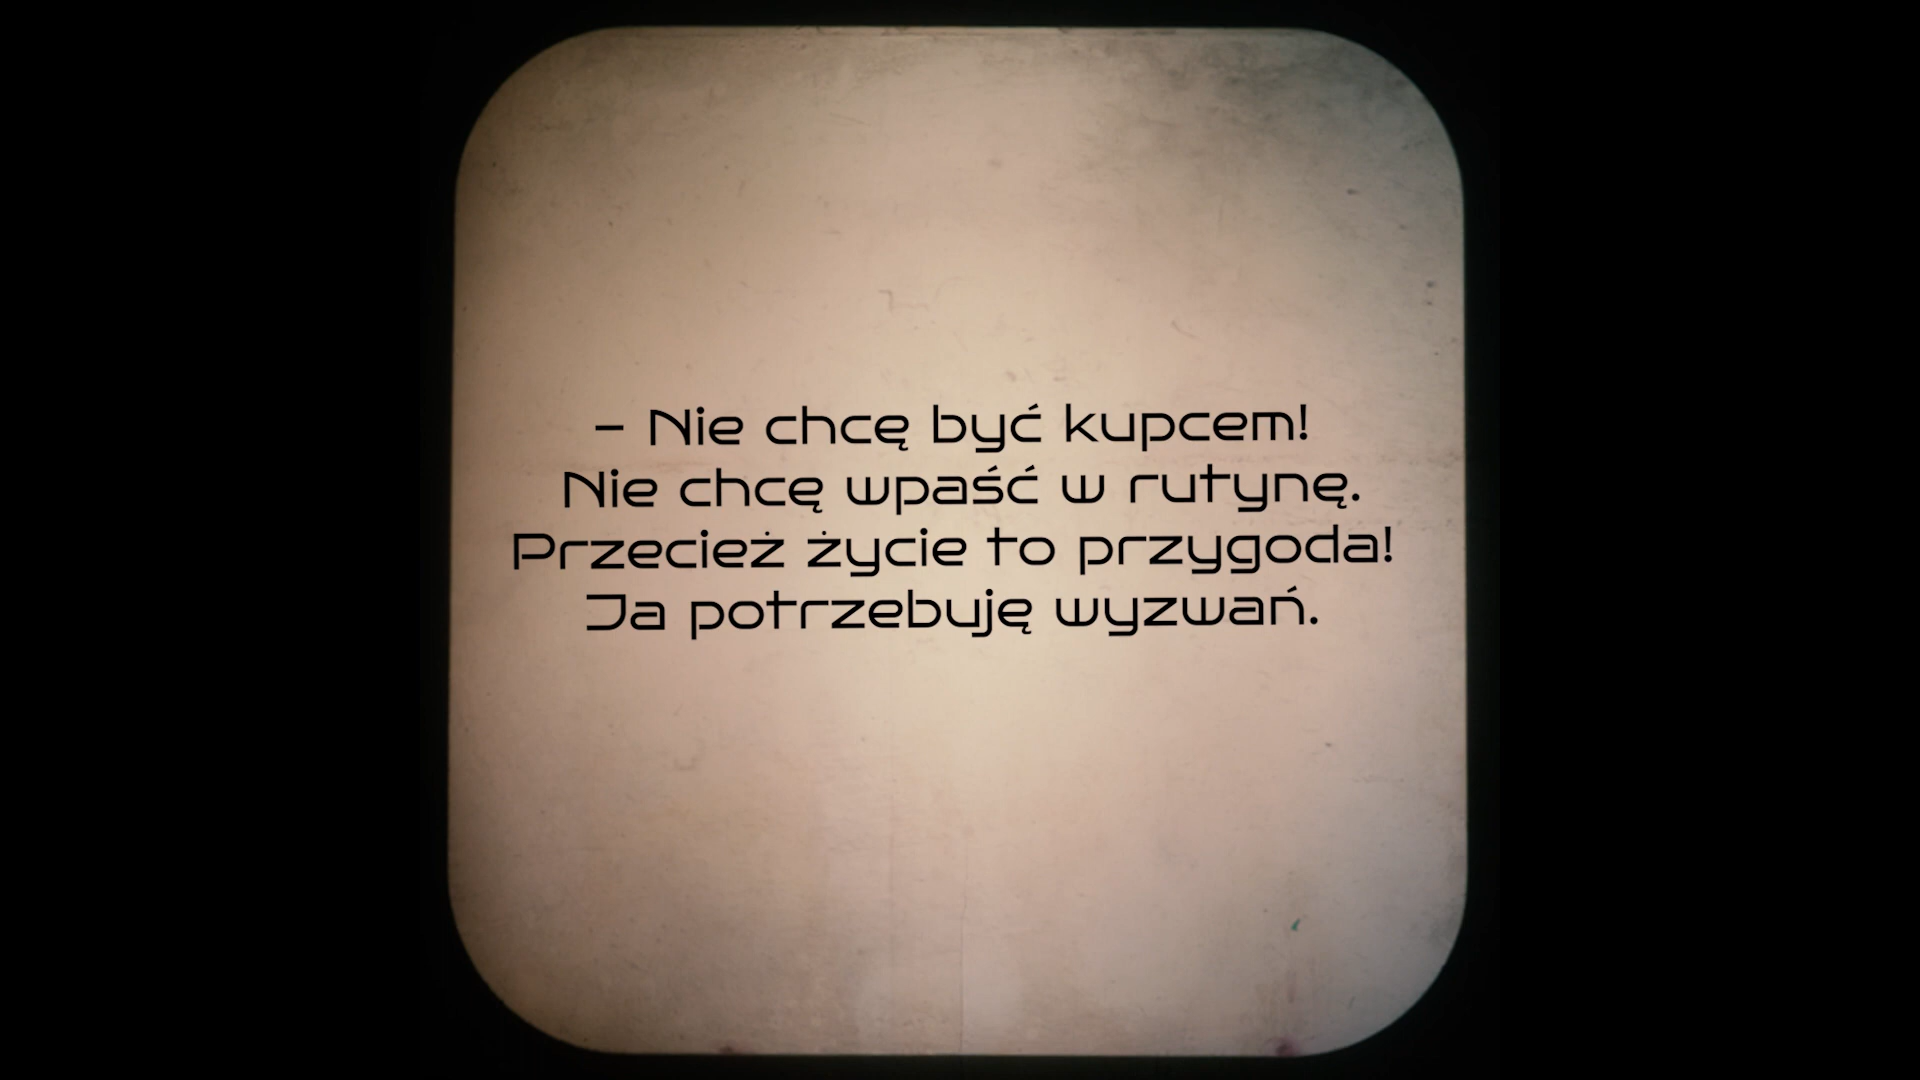 – Nie chcę być kupcem!
Nie chcę wpaść w rutynę.
Przecież życie to przygoda!
Ja potrzebuję wyzwań.